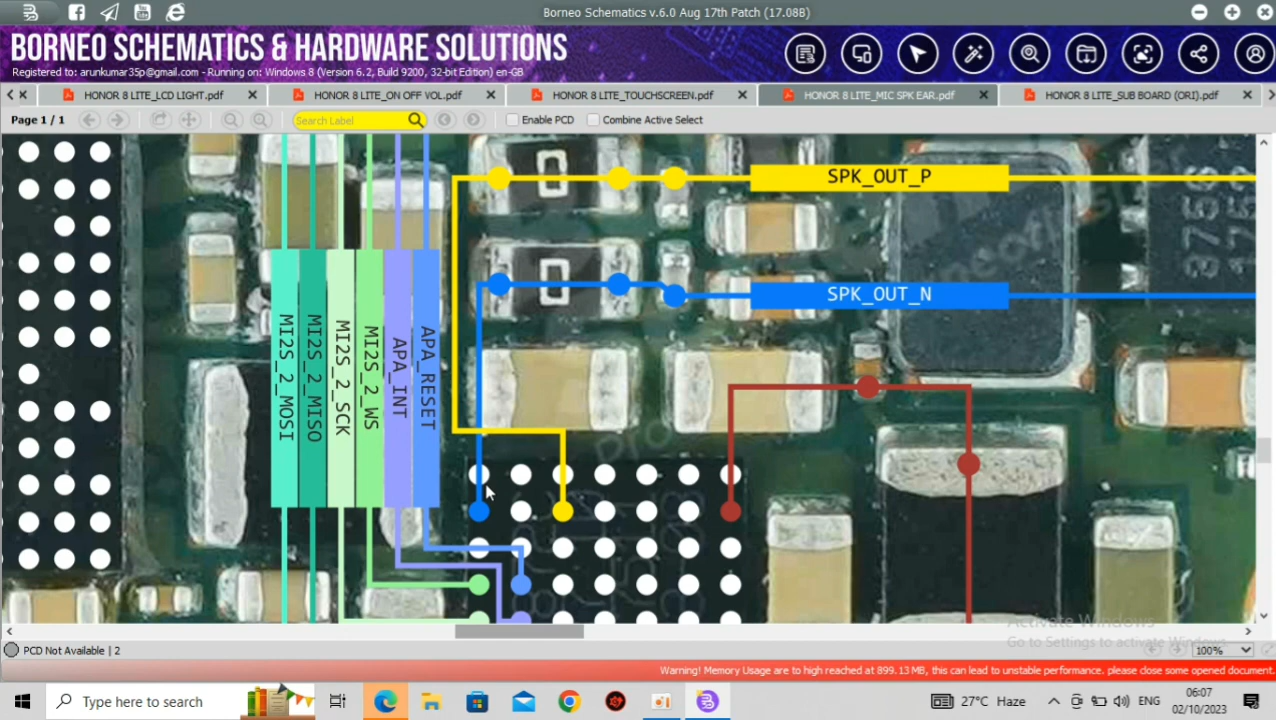 Borneo Schematics v.6.0 Aug 17th Patch (17.08B)
BORNEO SCHEMATICS & HARDWARE SOLUTIONS
Registered to: arunkumar35p@gmail.com - Running on: Windows 8 (Version 6.2, Build 9200, 32-bit Edition) en-GB
HONOR 8 LITE_LCD LIGHT.pdf
HONOR 8 LITE_ON OFF VOL.pdf
HONOR 8 LITE_TOUCHSCREEN.pdf
HONOR 8 LITE_MIC SPK EAR.pdf
HONOR 8 LITE_SUB BOARD (ORI).pdf
Page 1 / 1
Search Label
Enable PCD
Combine Active Select
SPK_OUT_P
0
SPK_OUT_N
0
MI2S_2_MOSI
MI2S_2_MISO
MI2S_2_SCK
MI2S_2_WS
APA_INT
APA_RESET
Activate Windows
Go to Settings to activate Windows.
PCD Not Available | 2
100%
Warning! Memory Usage are to high reached at 899.13 MB, this can lead to unstable performance. please close some opened document.
Type here to search
27°C Haze
ENG
06:07
02/10/2023